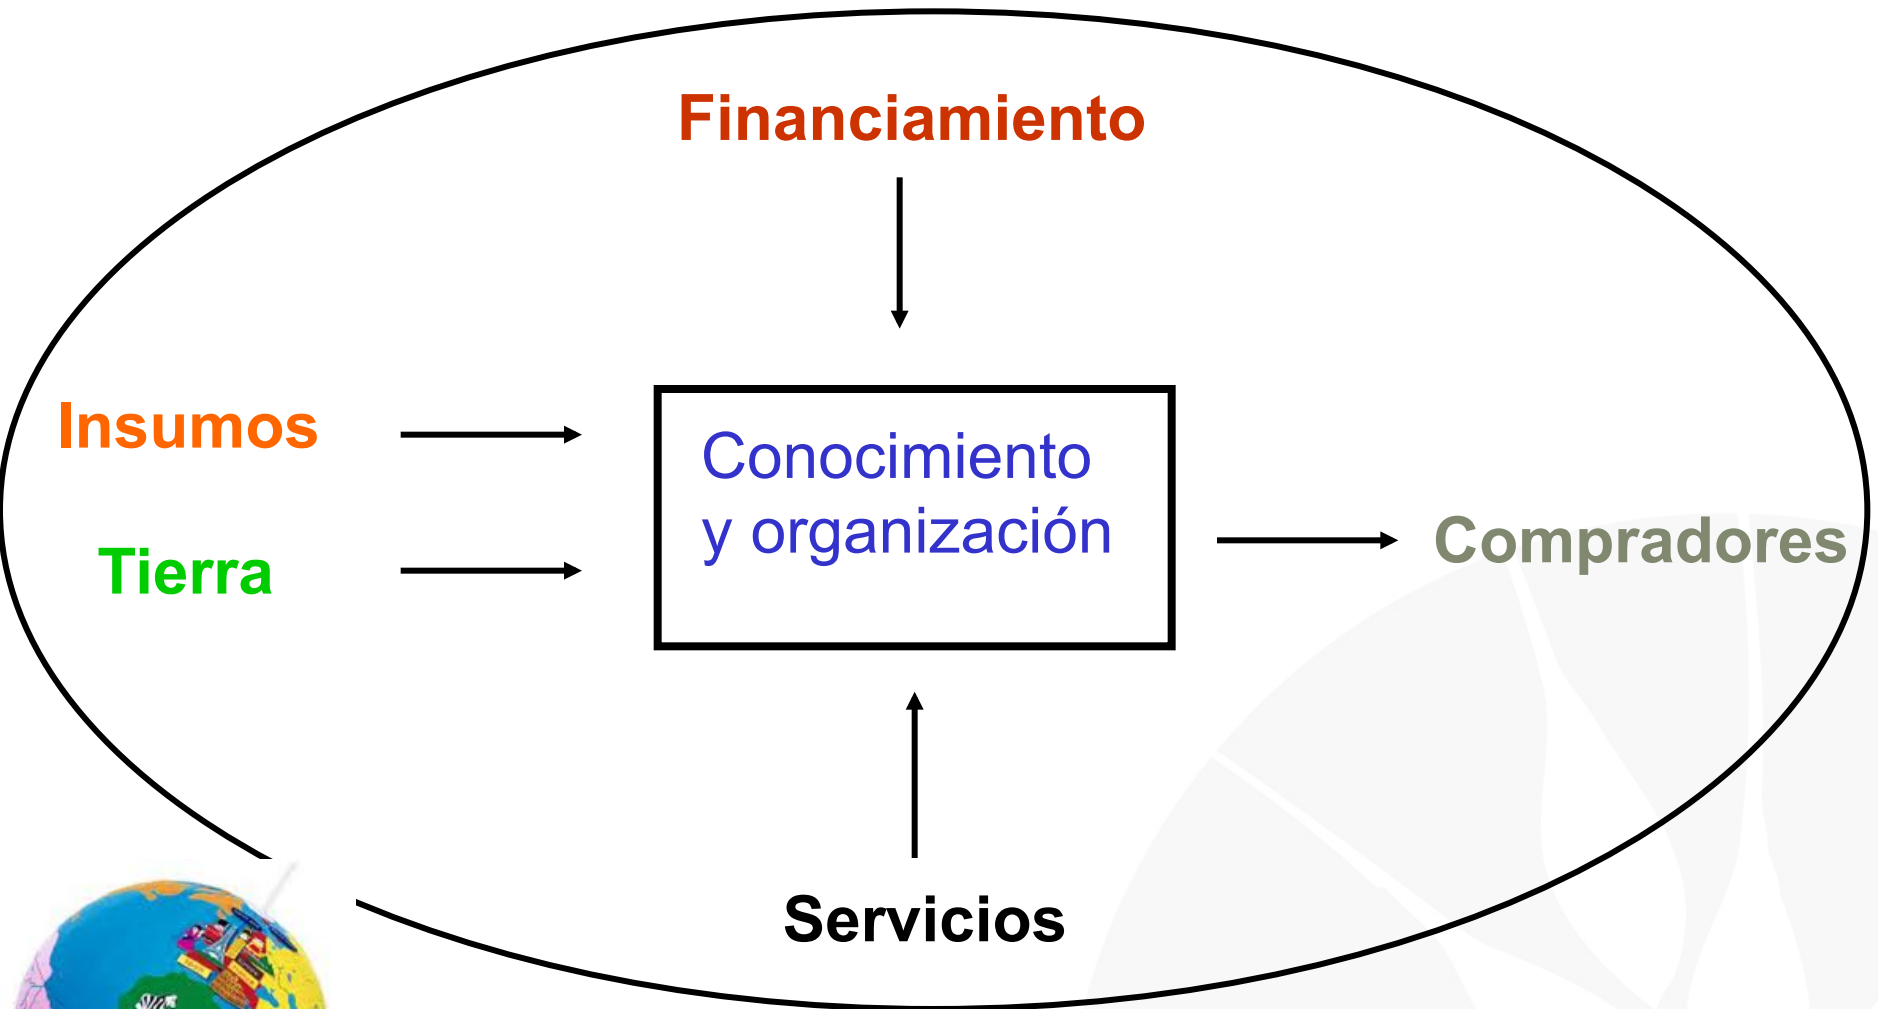 Financiamiento
Insumos
Conocimiento
y organización
Tierra
Compradores
Servicios